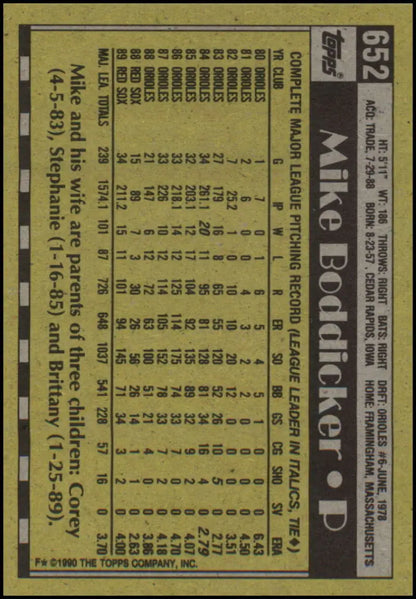 652 Topps
HT: 5'11" WT: 186 THROWS: RIGHT BATS: RIGHT DRFT: ORIOLES #6-JUNE, 1978
ACQ: TRADE, 7-29-88 BORN: 8-23-57, CEDAR RAPIDS, IOWA HOME: FRAMINGHAM, MASSACHUSETTS
Mike Boddicker • P
COMPLETE MAJOR LEAGUE PITCHING RECORD (LEAGUE LEADER IN ITALICS, TIE♦)
YR CLUB G IP W L R ER SO BB GS CG SHO SV ERA
80 ORIOLES 1 7 0 1 6 5 4 5 1 0 0 0 6.43
81 ORIOLES 2 6 0 0 4 3 2 2 0 0 0 0 4.50
82 ORIOLES 7 25.2 1 0 10 10 20 12 0 0 0 0 3.51
83 ORIOLES 27 179 16 8 65 55 120 52 26 10 5 0 2.77
84 ORIOLES 34 261.1 20 11 95 81 128 81 34 16 4 0 2.79
85 ORIOLES 32 203.1 12 17 104 92 135 89 32 9 2 0 4.07
86 ORIOLES 33 218.1 14 12 125 114 175 74 33 7 0 0 4.70
87 ORIOLES 33 226 10 12 114 105 152 78 33 7 2 0 4.18
88 ORIOLES 21 147 6 12 72 63 100 51 21 4 0 0 3.86
88 RED SOX 15 89 7 3 30 26 56 26 14 1 1 0 2.63
89 RED SOX 34 211.2 15 11 101 94 145 71 34 3 2 0 4.00
MAJ. LEA. TOTALS 239 1574.1 101 87 726 648 1037 541 228 57 16 0 3.70
Mike and his wife are parents of three children: Corey
(4-5-83), Stephanie (1-16-85) and Brittany (1-25-89).
F★ ©1990 THE TOPPS COMPANY, INC.